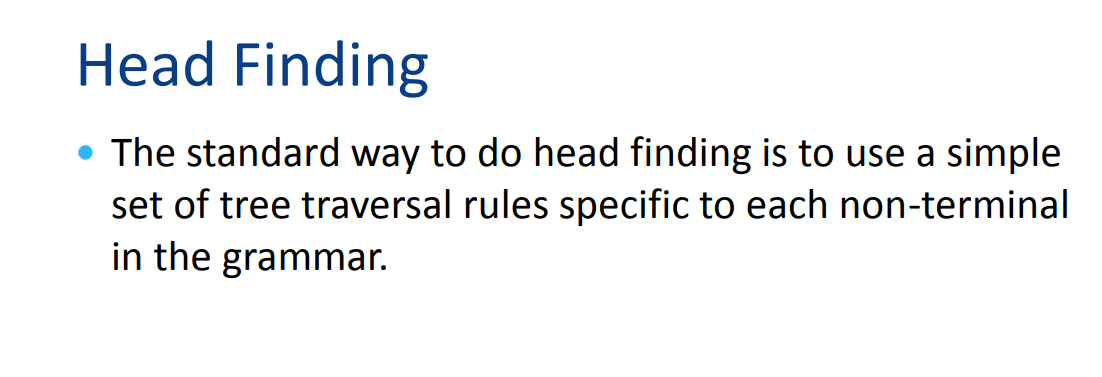 Head Finding
• The standard way to do head finding is to use a simple
set of tree traversal rules specific to each non-terminal
in the grammar.